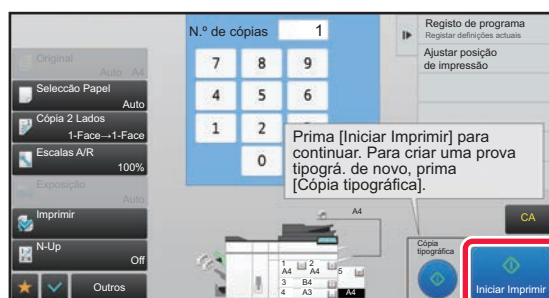 N.º de cópias
1
Registo de programa
Registar definições actuais
Ajustar posição
de impressão
Original
Auto A4
Seleccão Papel
Auto
Cópia 2 Lados
1-Face→1-Face
Escalas A/R
100%
Exposição
Auto
Imprimir
N-Up
Off
Outros
7 8 9
4 5 6
1 2
0
Prima [Iniciar Imprimir] para
continuar. Para criar uma prova
tipográ. de novo, prima
[Cópia tipográfica].
A4
1 A4
2 A4
3 B4
4 A3
5
A4
CA
Cópia
tipográfica
Iniciar Imprimir